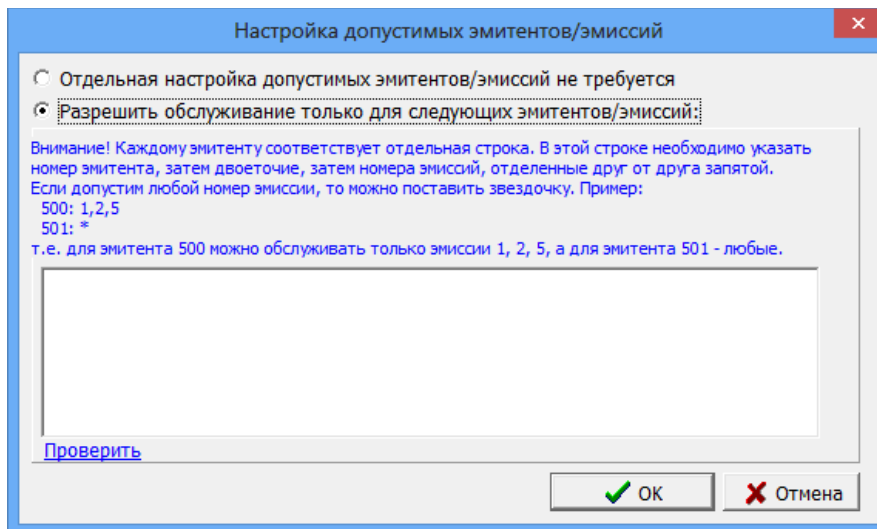 Настройка допустимых эмитентов/эмиссий
Отдельная настройка допустимых эмитентов/эмиссий не требуется
Разрешить обслуживание только для следующих эмитентов/эмиссий:
Внимание! Каждому эмитенту соответствует отдельная строка. В этой строке необходимо указать
номер эмитента, затем двоеточие, затем номера эмиссий, отделенные друг от друга запятой.
Если допустим любой номер эмиссии, то можно поставить звездочку. Пример:
500: 1,2,5
501: *
т.е. для эмитента 500 можно обслуживать только эмиссии 1, 2, 5, а для эмитента 501 - любые.
Проверить
OK
Отмена